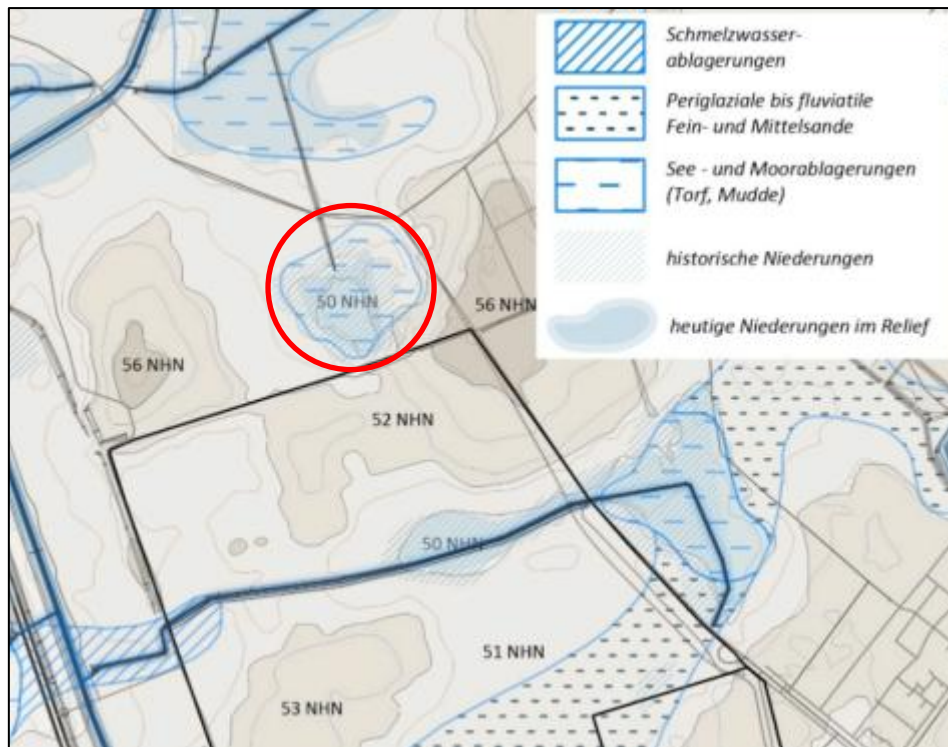 Schmelzwasser-
ablagerungen
Periglaziale bis fluviatile
Fein- und Mittelsande
See - und Moorablagerungen
(Torf, Mudde)
historische Niederungen
heutige Niederungen im Relief
50 NHN
56 NHN
56 NHN
52 NHN
50 NHN
51 NHN
53 NHN